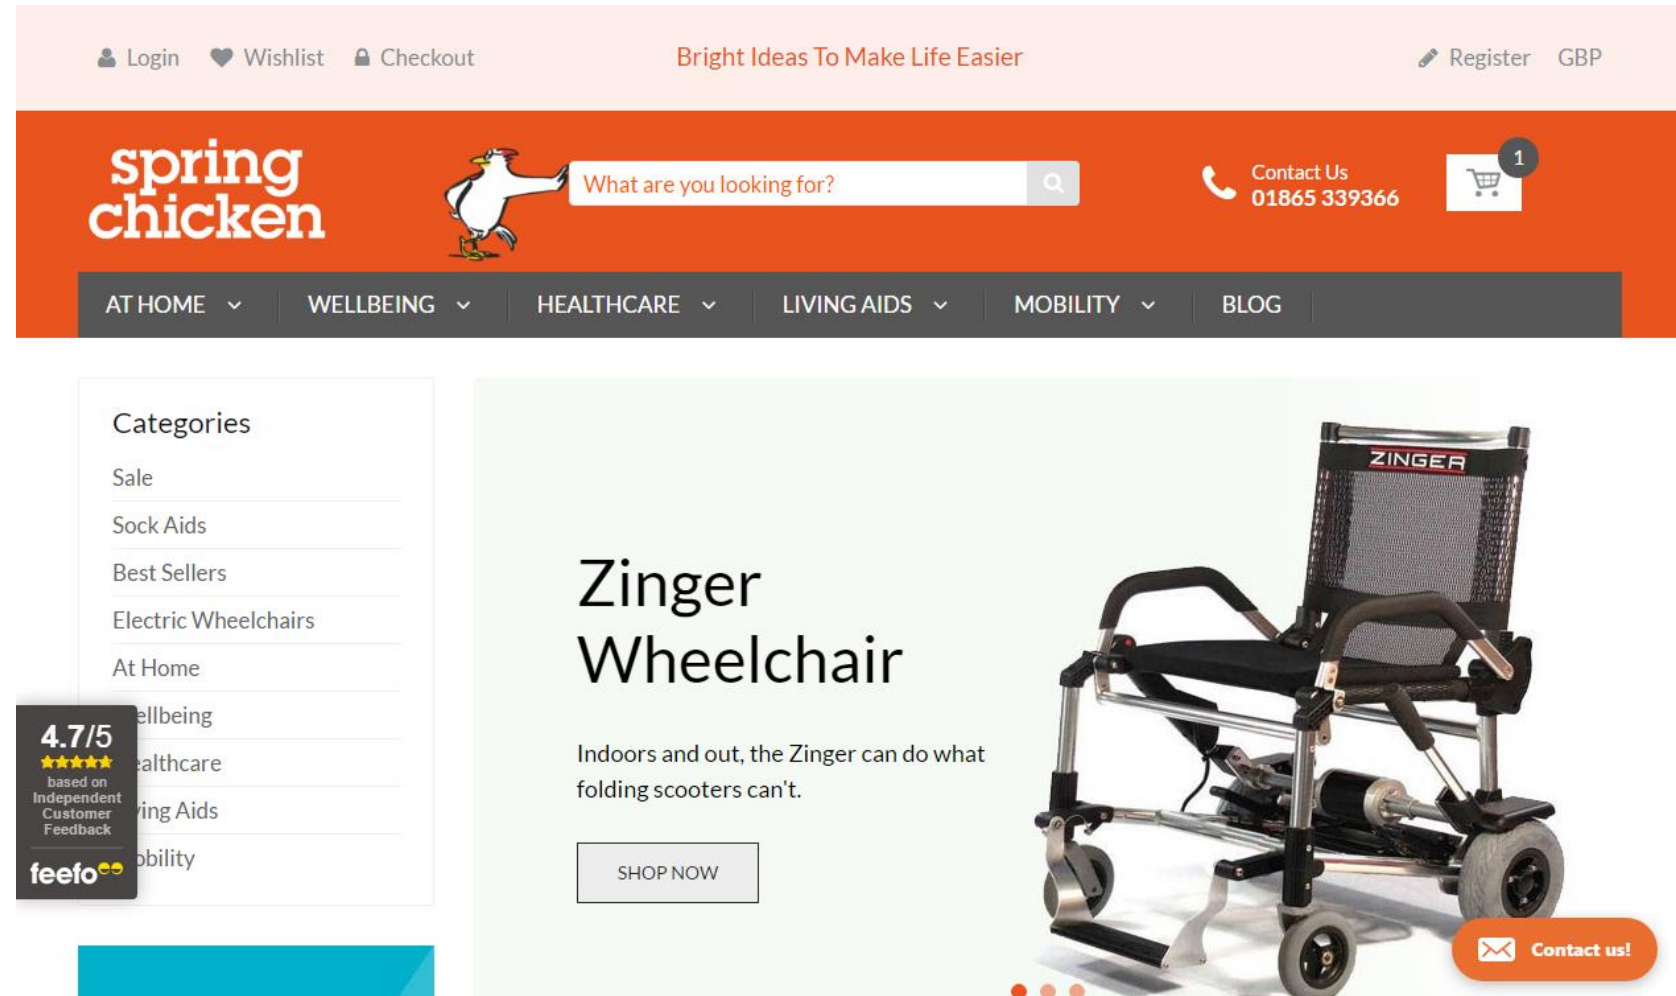 Login Wishlist Checkout
Bright Ideas To Make Life Easier
Register GBP
spring
chicken
What are you looking for?
Contact Us
01865 339366
1
AT HOME WELLBEING HEALTHCARE LIVING AIDS MOBILITY BLOG
Categories
Sale
Sock Aids
Best Sellers
Electric Wheelchairs
At Home
ellbeing
ealthcare
ing Aids
obility
4.7/5
based on
Independent
Customer
Feedback
feefo
Zinger
Wheelchair
Indoors and out, the Zinger can do what
folding scooters can't.
SHOP NOW
ZINGER
Contact us!